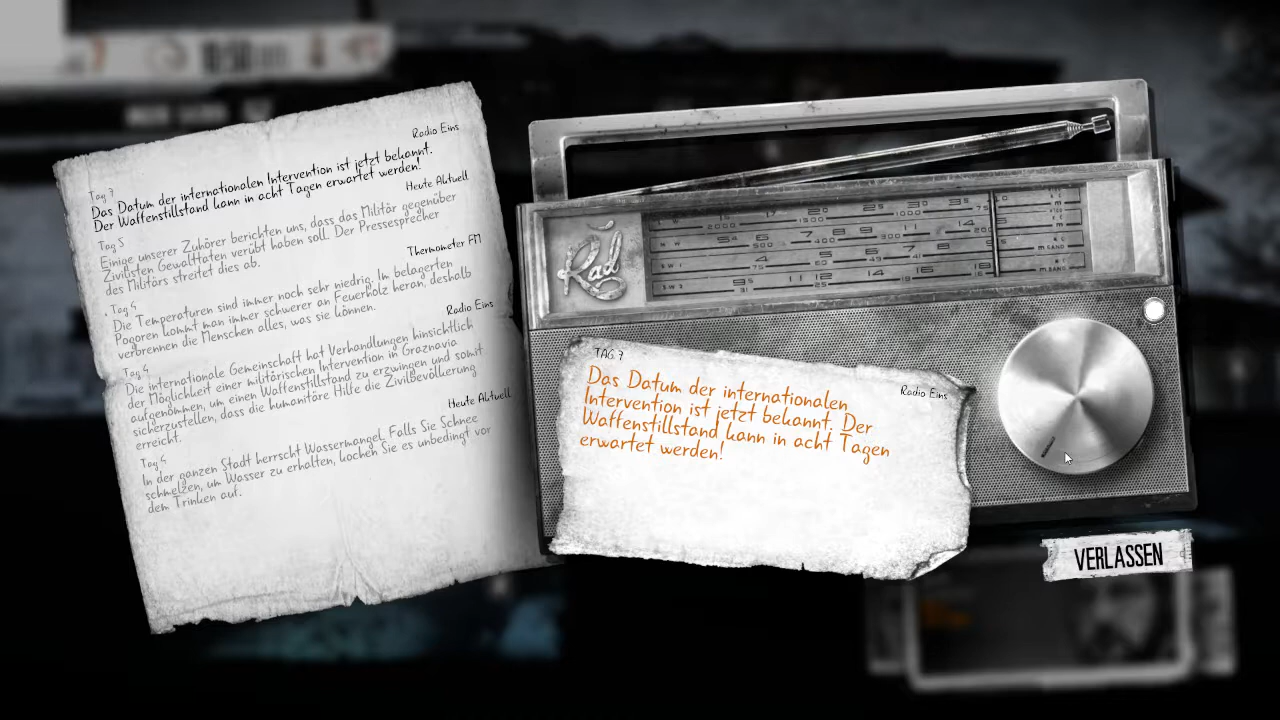 Radio Eins
Tag 7
Das Datum der internationalen Intervention ist jetzt bekannt.
Der Waffenstillstand kann in acht Tagen erwartet werden!
Heute Aktuell
Tag 5
Einige unserer Zuhörer berichten uns, dass das Militär gegenüber
Zivilisten Gewalttaten verübt haben soll. Der Pressesprecher
des Militärs streitet dies ab.
Thermometer FM
Die Temperaturen sind immer noch sehr niedrig. Im belagerten
Pogoren kommt man immer schwerer an Feuerholz heran, deshalb
verbrennen die Menschen alles, was sie können.
Radio Eins
Tag 4
Die internationale Gemeinschaft hat Verhandlungen hinsichtlich
der Möglichkeit einer militärischen Intervention in Graznavia
aufgenommen, um einen Waffenstillstand zu erzwingen und somit
sicherzustellen, dass die humanitäre Hilfe die Zivilbevölkerung
erreicht.
Heute Aktuell
In der ganzen Stadt herrscht Wassermangel. Falls Sie Schnee
schmelzen, um Wasser zu erhalten, kochen Sie es unbedingt vor
dem Trinken auf.
Rad
TAG 7
Radio Eins
Das Datum der internationalen
Intervention ist jetzt bekannt. Der
Waffenstillstand kann in acht Tagen
erwartet werden!
VERLASSEN